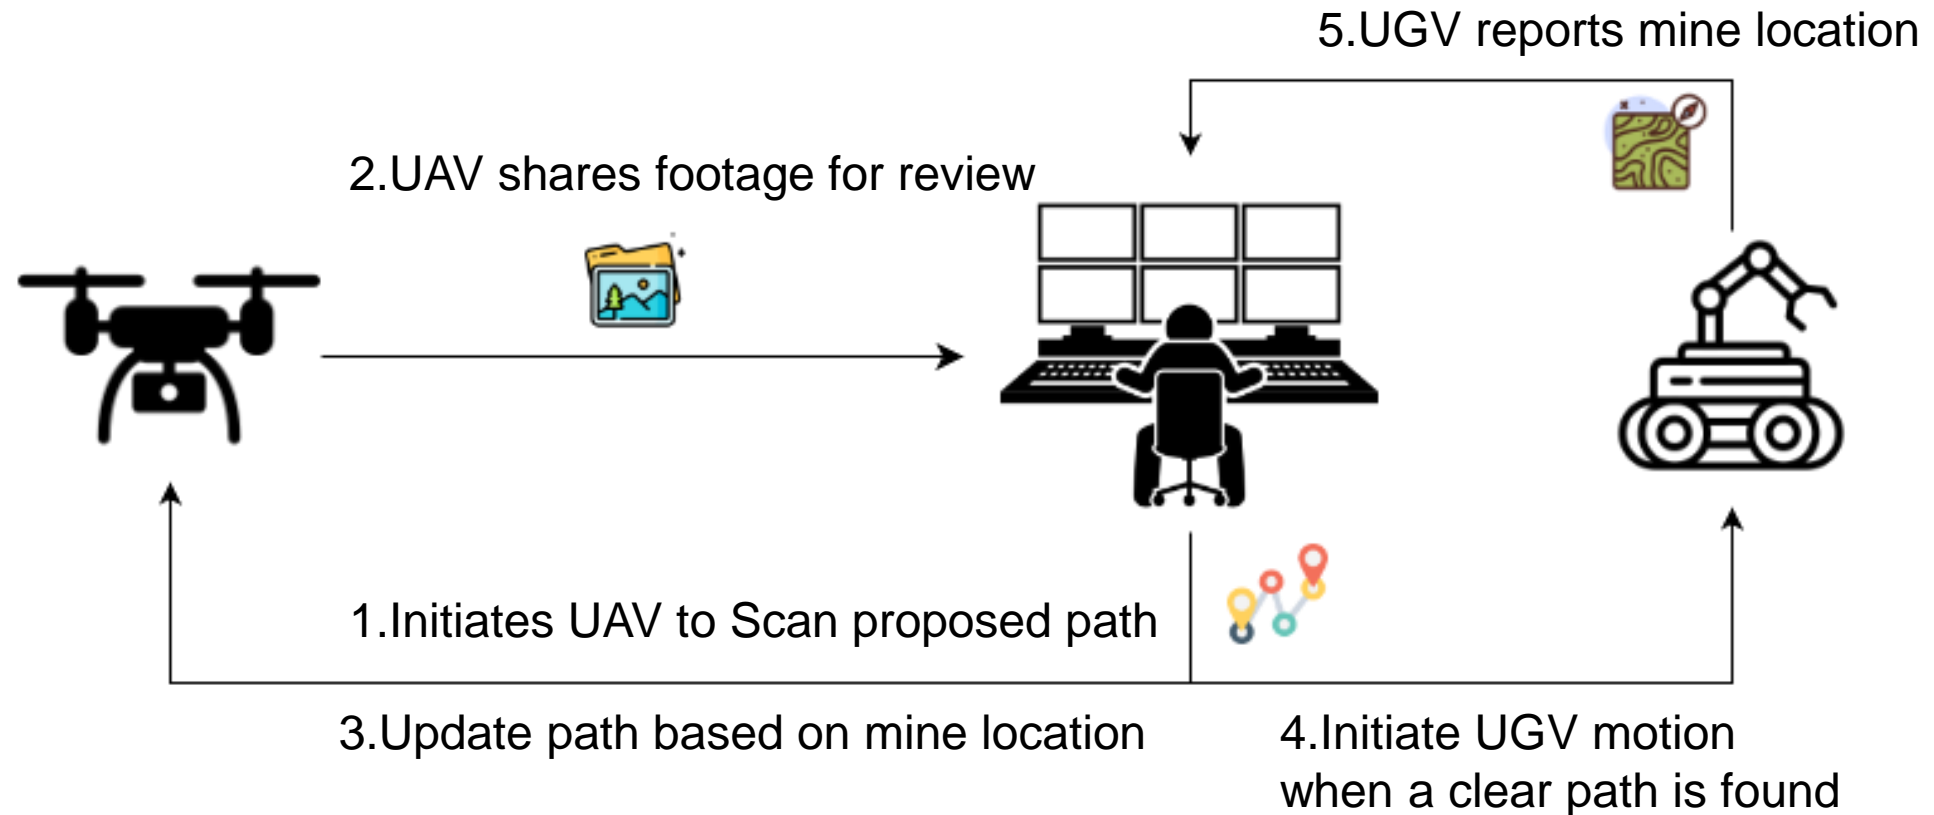 5.UGV reports mine location
2.UAV shares footage for review
1.Initiates UAV to Scan proposed path
3.Update path based on mine location
4.Initiate UGV motion
when a clear path is found